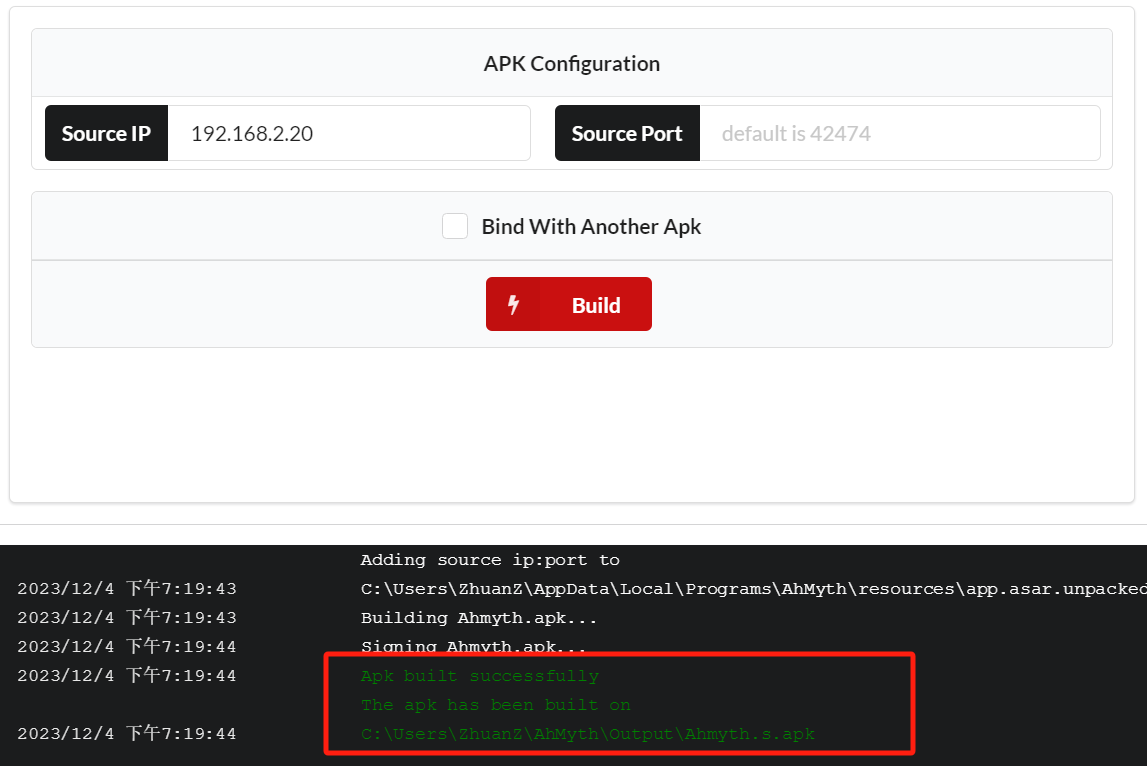 APK Configuration
Source IP 192.168.2.20 Source Port default is 42474
Bind With Another Apk
Build
Adding source ip:port to
2023/12/4 下午7:19:43 C:\Users\ZhuanZ\AppData\Local\Programs\AhMyth\resources\app.asar.unpacked
2023/12/4 下午7:19:43 Building Ahmyth.apk...
2023/12/4 下午7:19:44 Signing Ahmyth.apk...
2023/12/4 下午7:19:44 Apk built successfully
The apk has been built on
2023/12/4 下午7:19:44 C:\Users\ZhuanZ\AhMyth\Output\Ahmyth.s.apk